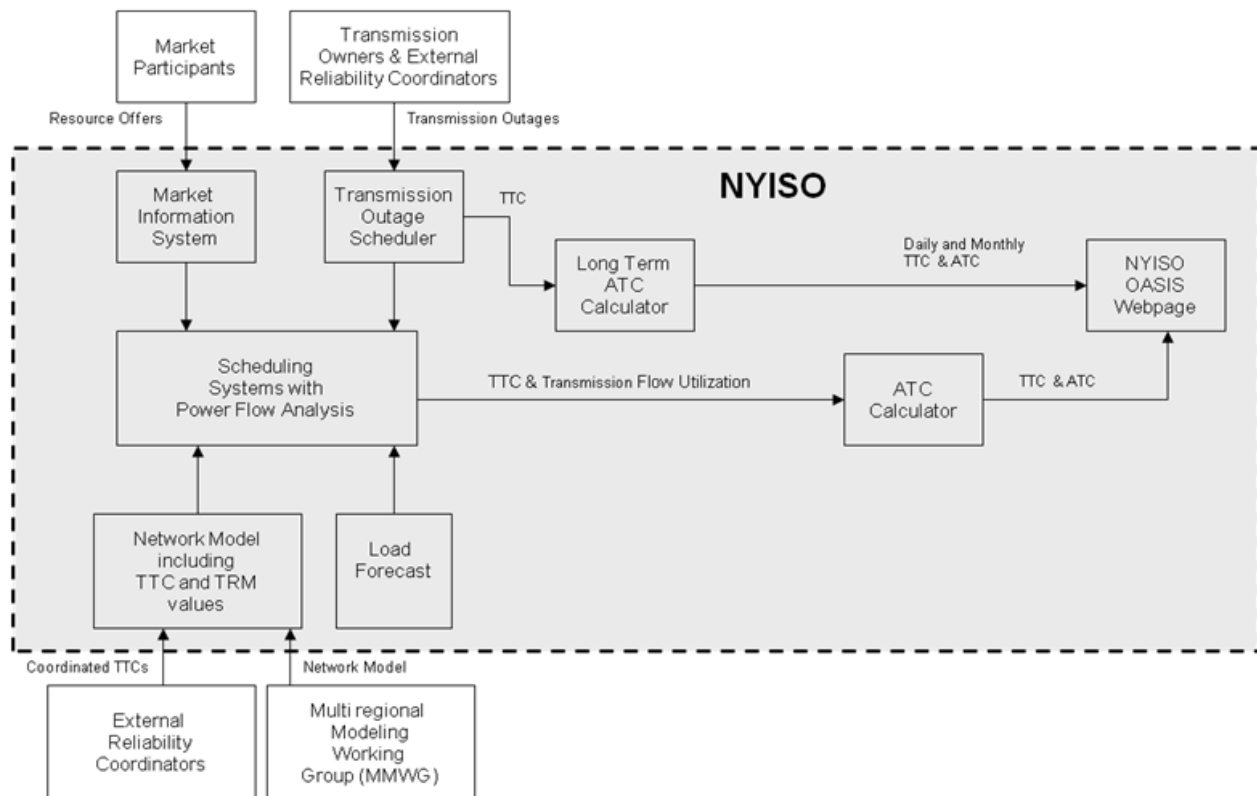 Market
Participants
Transmission
Owners & External
Reliability Coordinators
Resource Offers
Transmission Outages
NYISO
Market
Information
System
Transmission
Outage
Scheduler
TTC
Long Term
ATC
Calculator
Daily and Monthly
TTC & ATC
NYISO
OASIS
Webpage
Scheduling
Systems with
Power Flow Analysis
TTC & Transmission Flow Utilization
ATC
Calculator
TTC & ATC
Network Model
including
TTC and TRM
values
Load
Forecast
Coordinated TTCs
Network Model
External
Reliability
Coordinators
Multi regional
Modeling
Working
Group (MMWG)